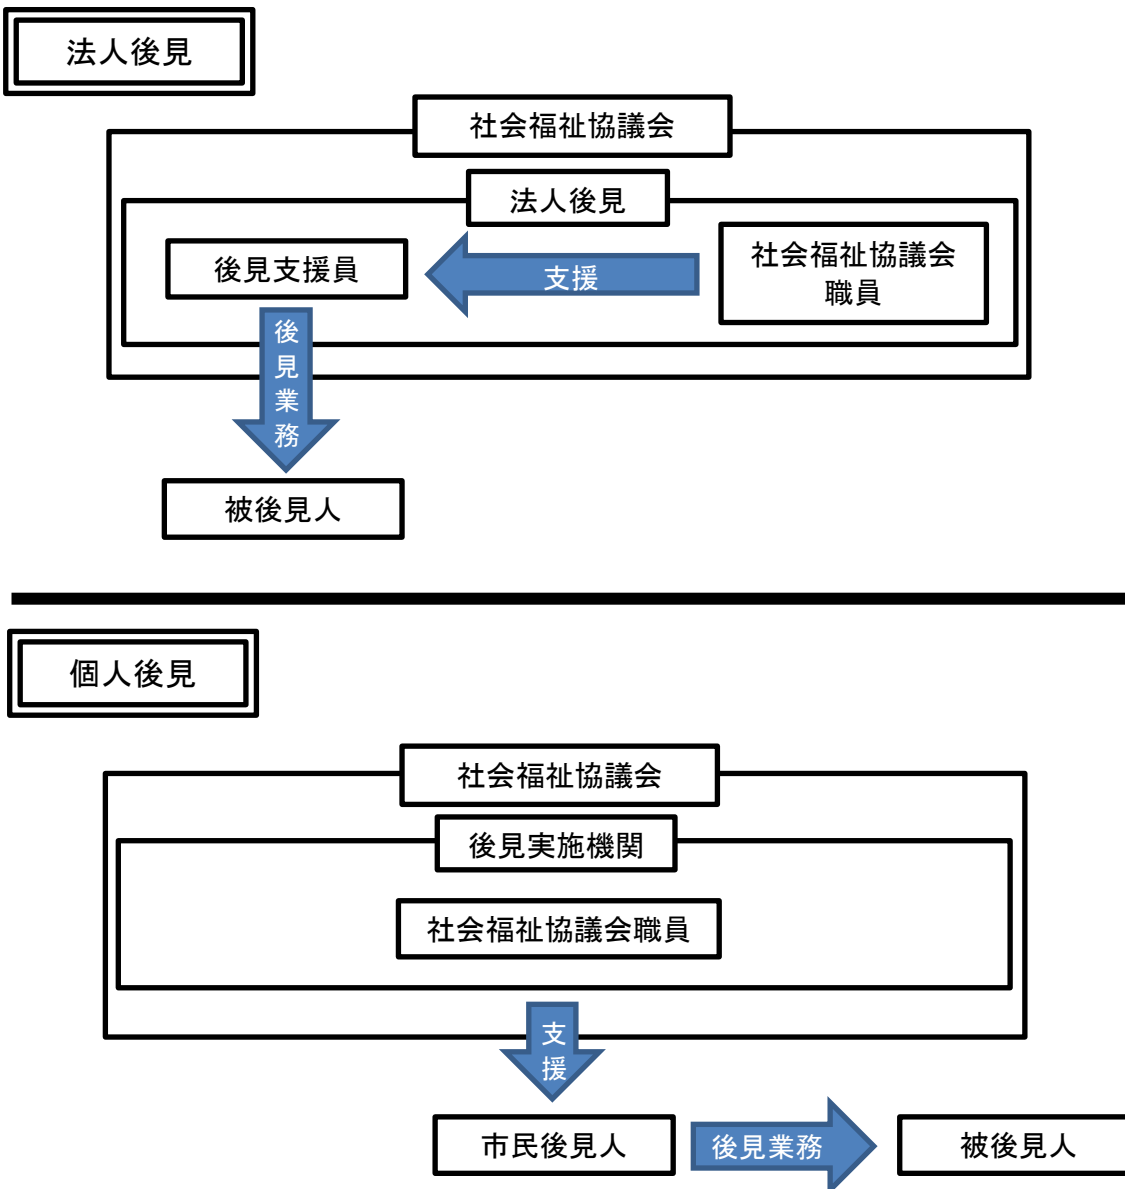 法人後見
社会福祉協議会
法人後見
後見支援員
支援
社会福祉協議会
職員
後見業務
被後見人
個人後見
社会福祉協議会
後見実施機関
社会福祉協議会職員
支援
市民後見人
後見業務
被後見人